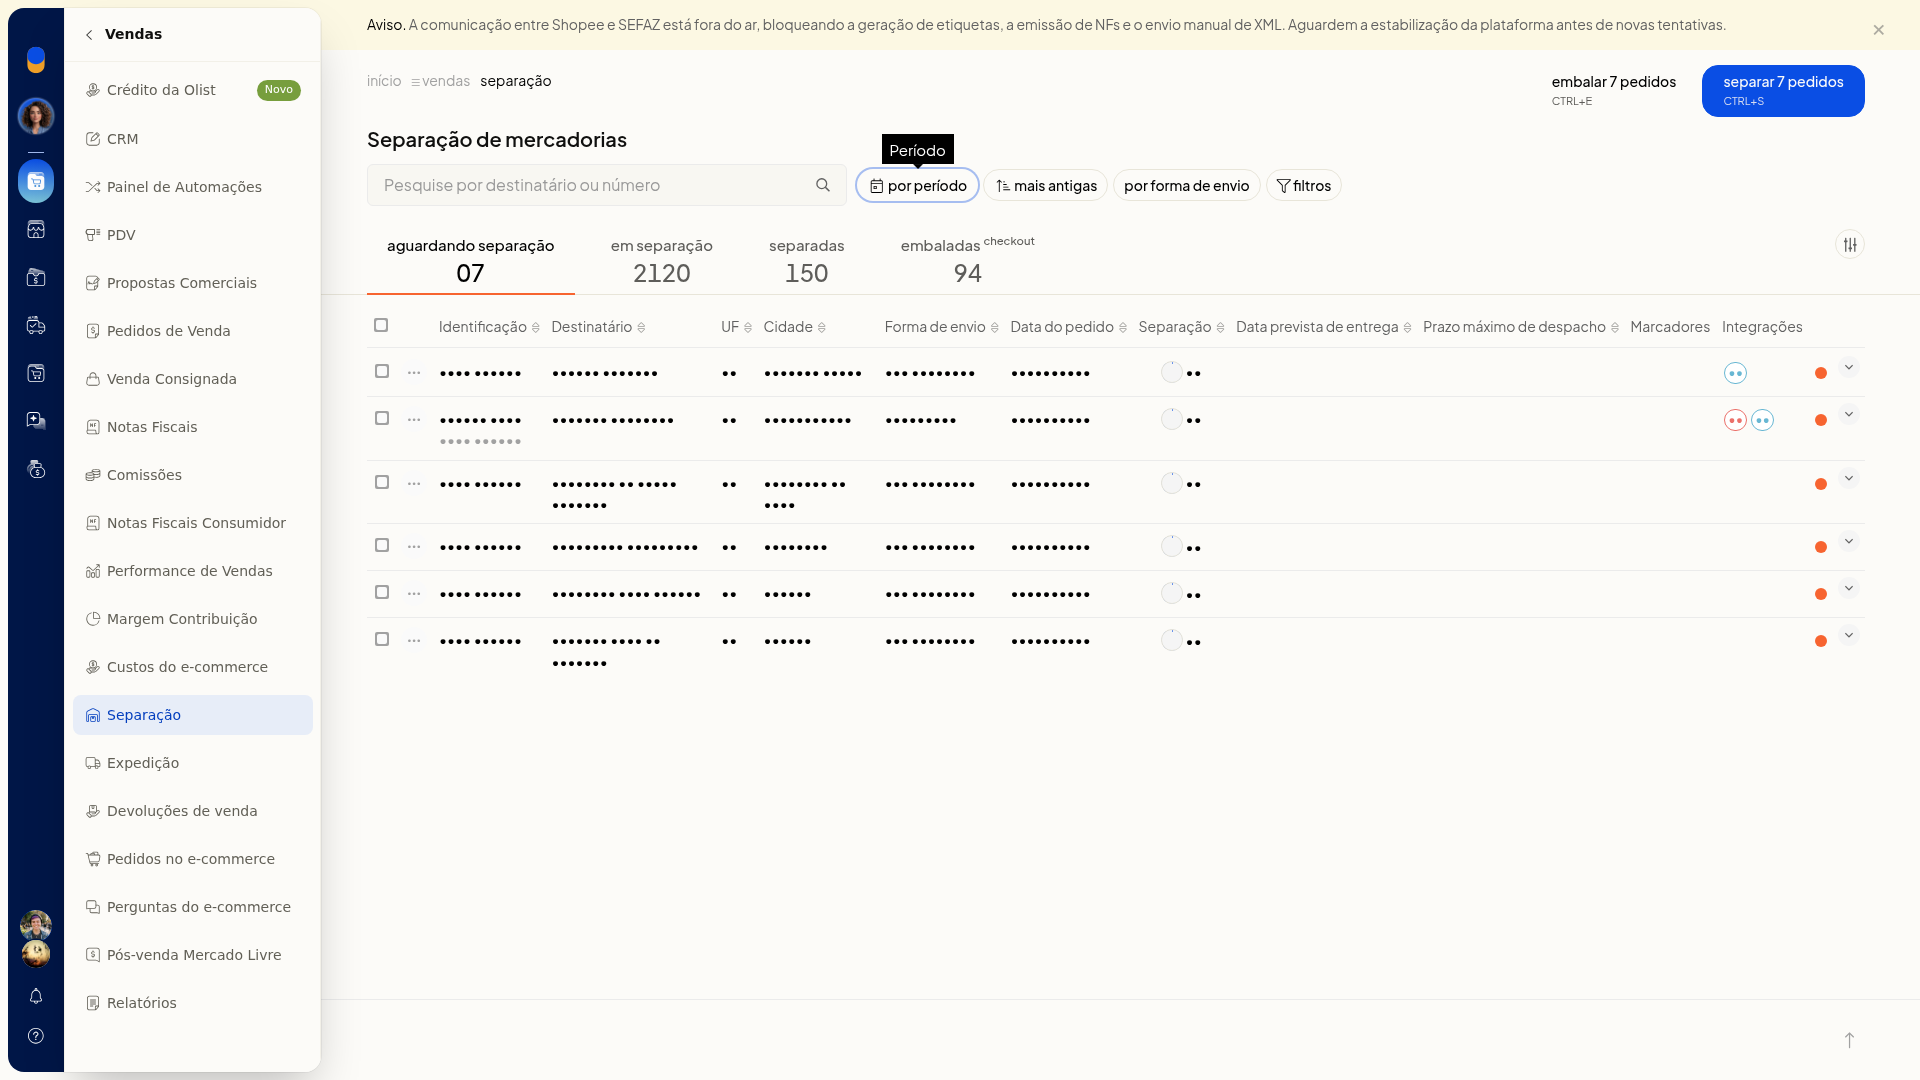 Aviso. A comunicação entre Shopee e SEFAZ está fora do ar, bloqueando a geração de etiquetas, a emissão de NFs e o envio manual de XML. Aguardem a estabilização da plataforma antes de novas tentativas.
Vendas
Crédito da Olist Novo
CRM
Painel de Automações
PDV
Propostas Comerciais
Pedidos de Venda
Venda Consignada
Notas Fiscais
Comissões
Notas Fiscais Consumidor
Performance de Vendas
Margem Contribuição
Custos do e-commerce
Separação
Expedição
Devoluções de venda
Pedidos no e-commerce
Perguntas do e-commerce
Pós-venda Mercado Livre
Relatórios
início vendas separação
embalar 7 pedidos
CTRL+E
separar 7 pedidos
CTRL+S
Separação de mercadorias
Período
Pesquise por destinatário ou número
por período
mais antigas
por forma de envio
filtros
aguardando separação
07
em separação
2120
separadas
150
embaladas checkout
94
Identificação Destinatário UF Cidade Forma de envio Data do pedido Separação Data prevista de entrega Prazo máximo de despacho Marcadores Integrações